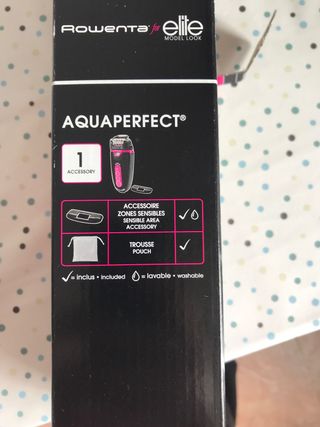 ROWENTA for elite
MODEL LOOK
AQUAPERFECT®
1
ACCESSORY
ACCESSOIRE
ZONES SENSIBLES
SENSIBLE AREA
ACCESSORY
TROUSSE
POUCH
= inclus • included = lavable • washable